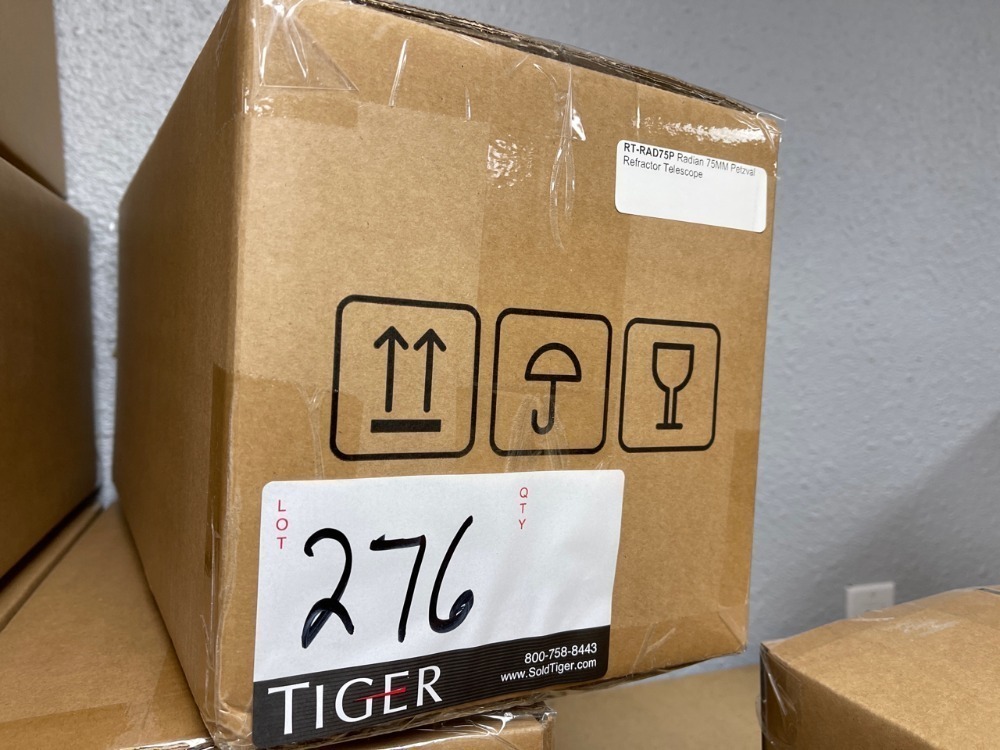 RT-RAD75P Radian 75MM Petzval
Refractor Telescope
LOT
QTY
276
800-758-8443
www.SoldTiger.com
TIGER